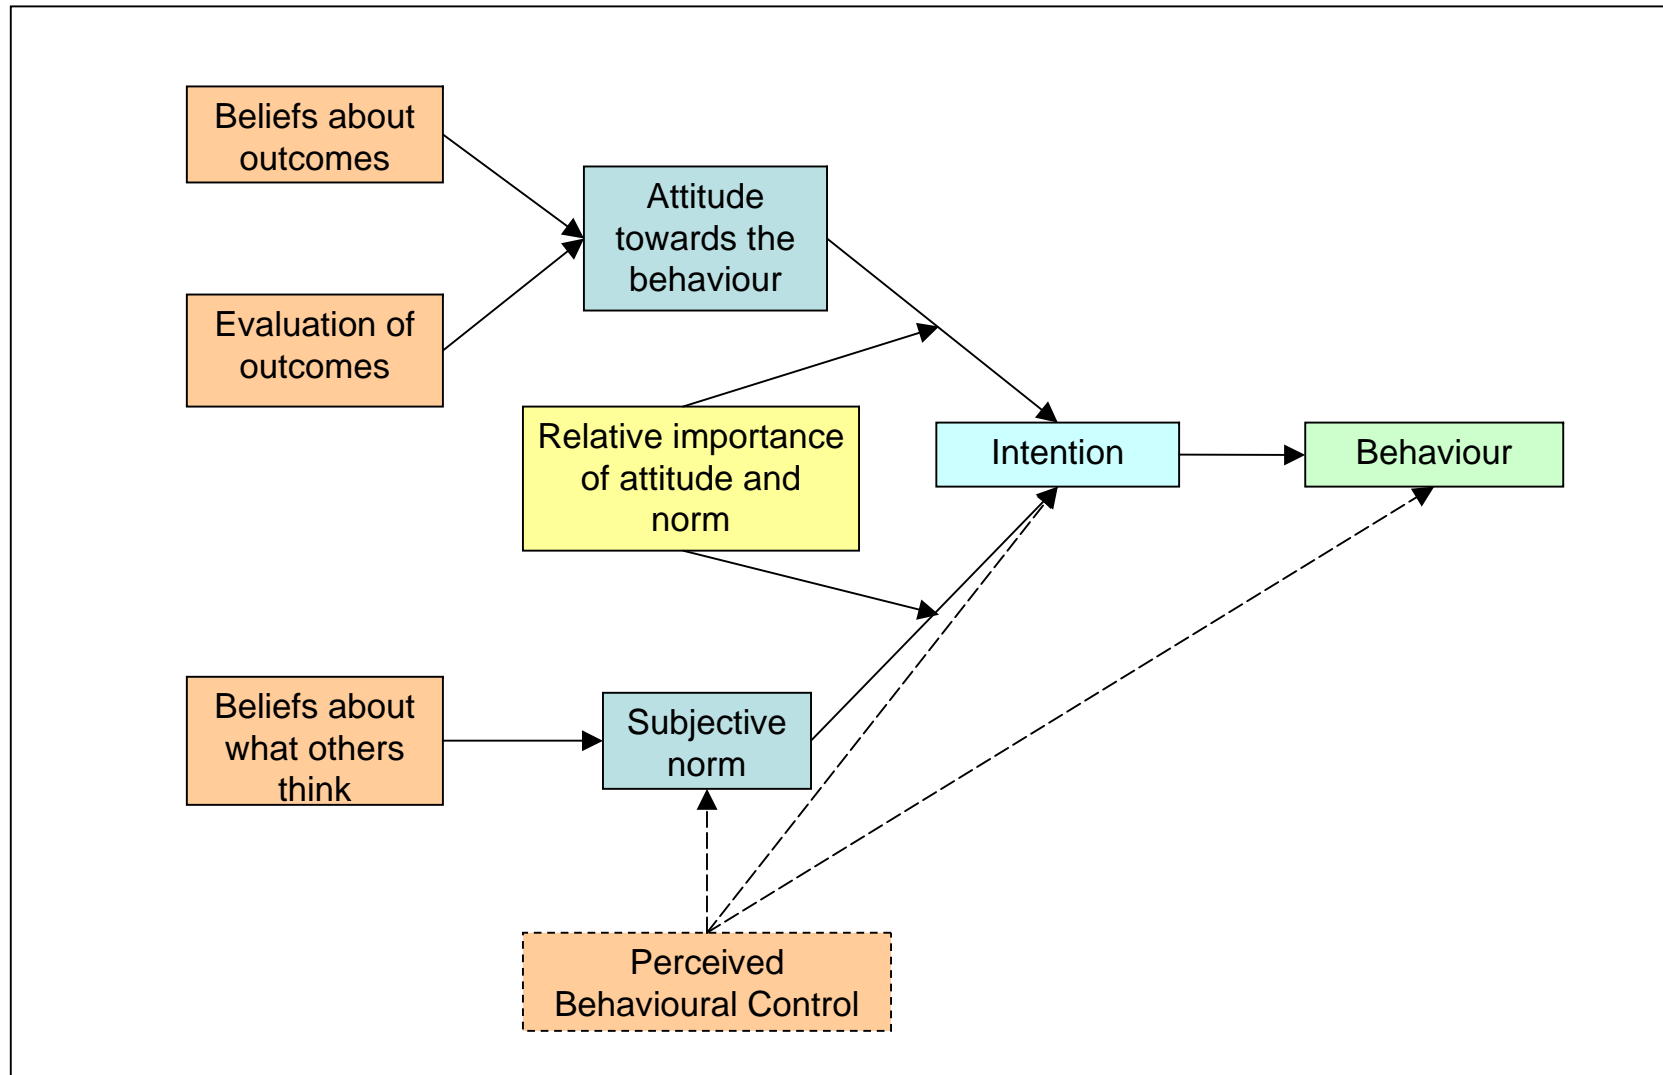 Beliefs about
outcomes
Attitude
towards the
behaviour
Evaluation of
outcomes
Relative importance
of attitude and
norm
Intention
Behaviour
Beliefs about
what others
think
Subjective
norm
Perceived
Behavioural Control